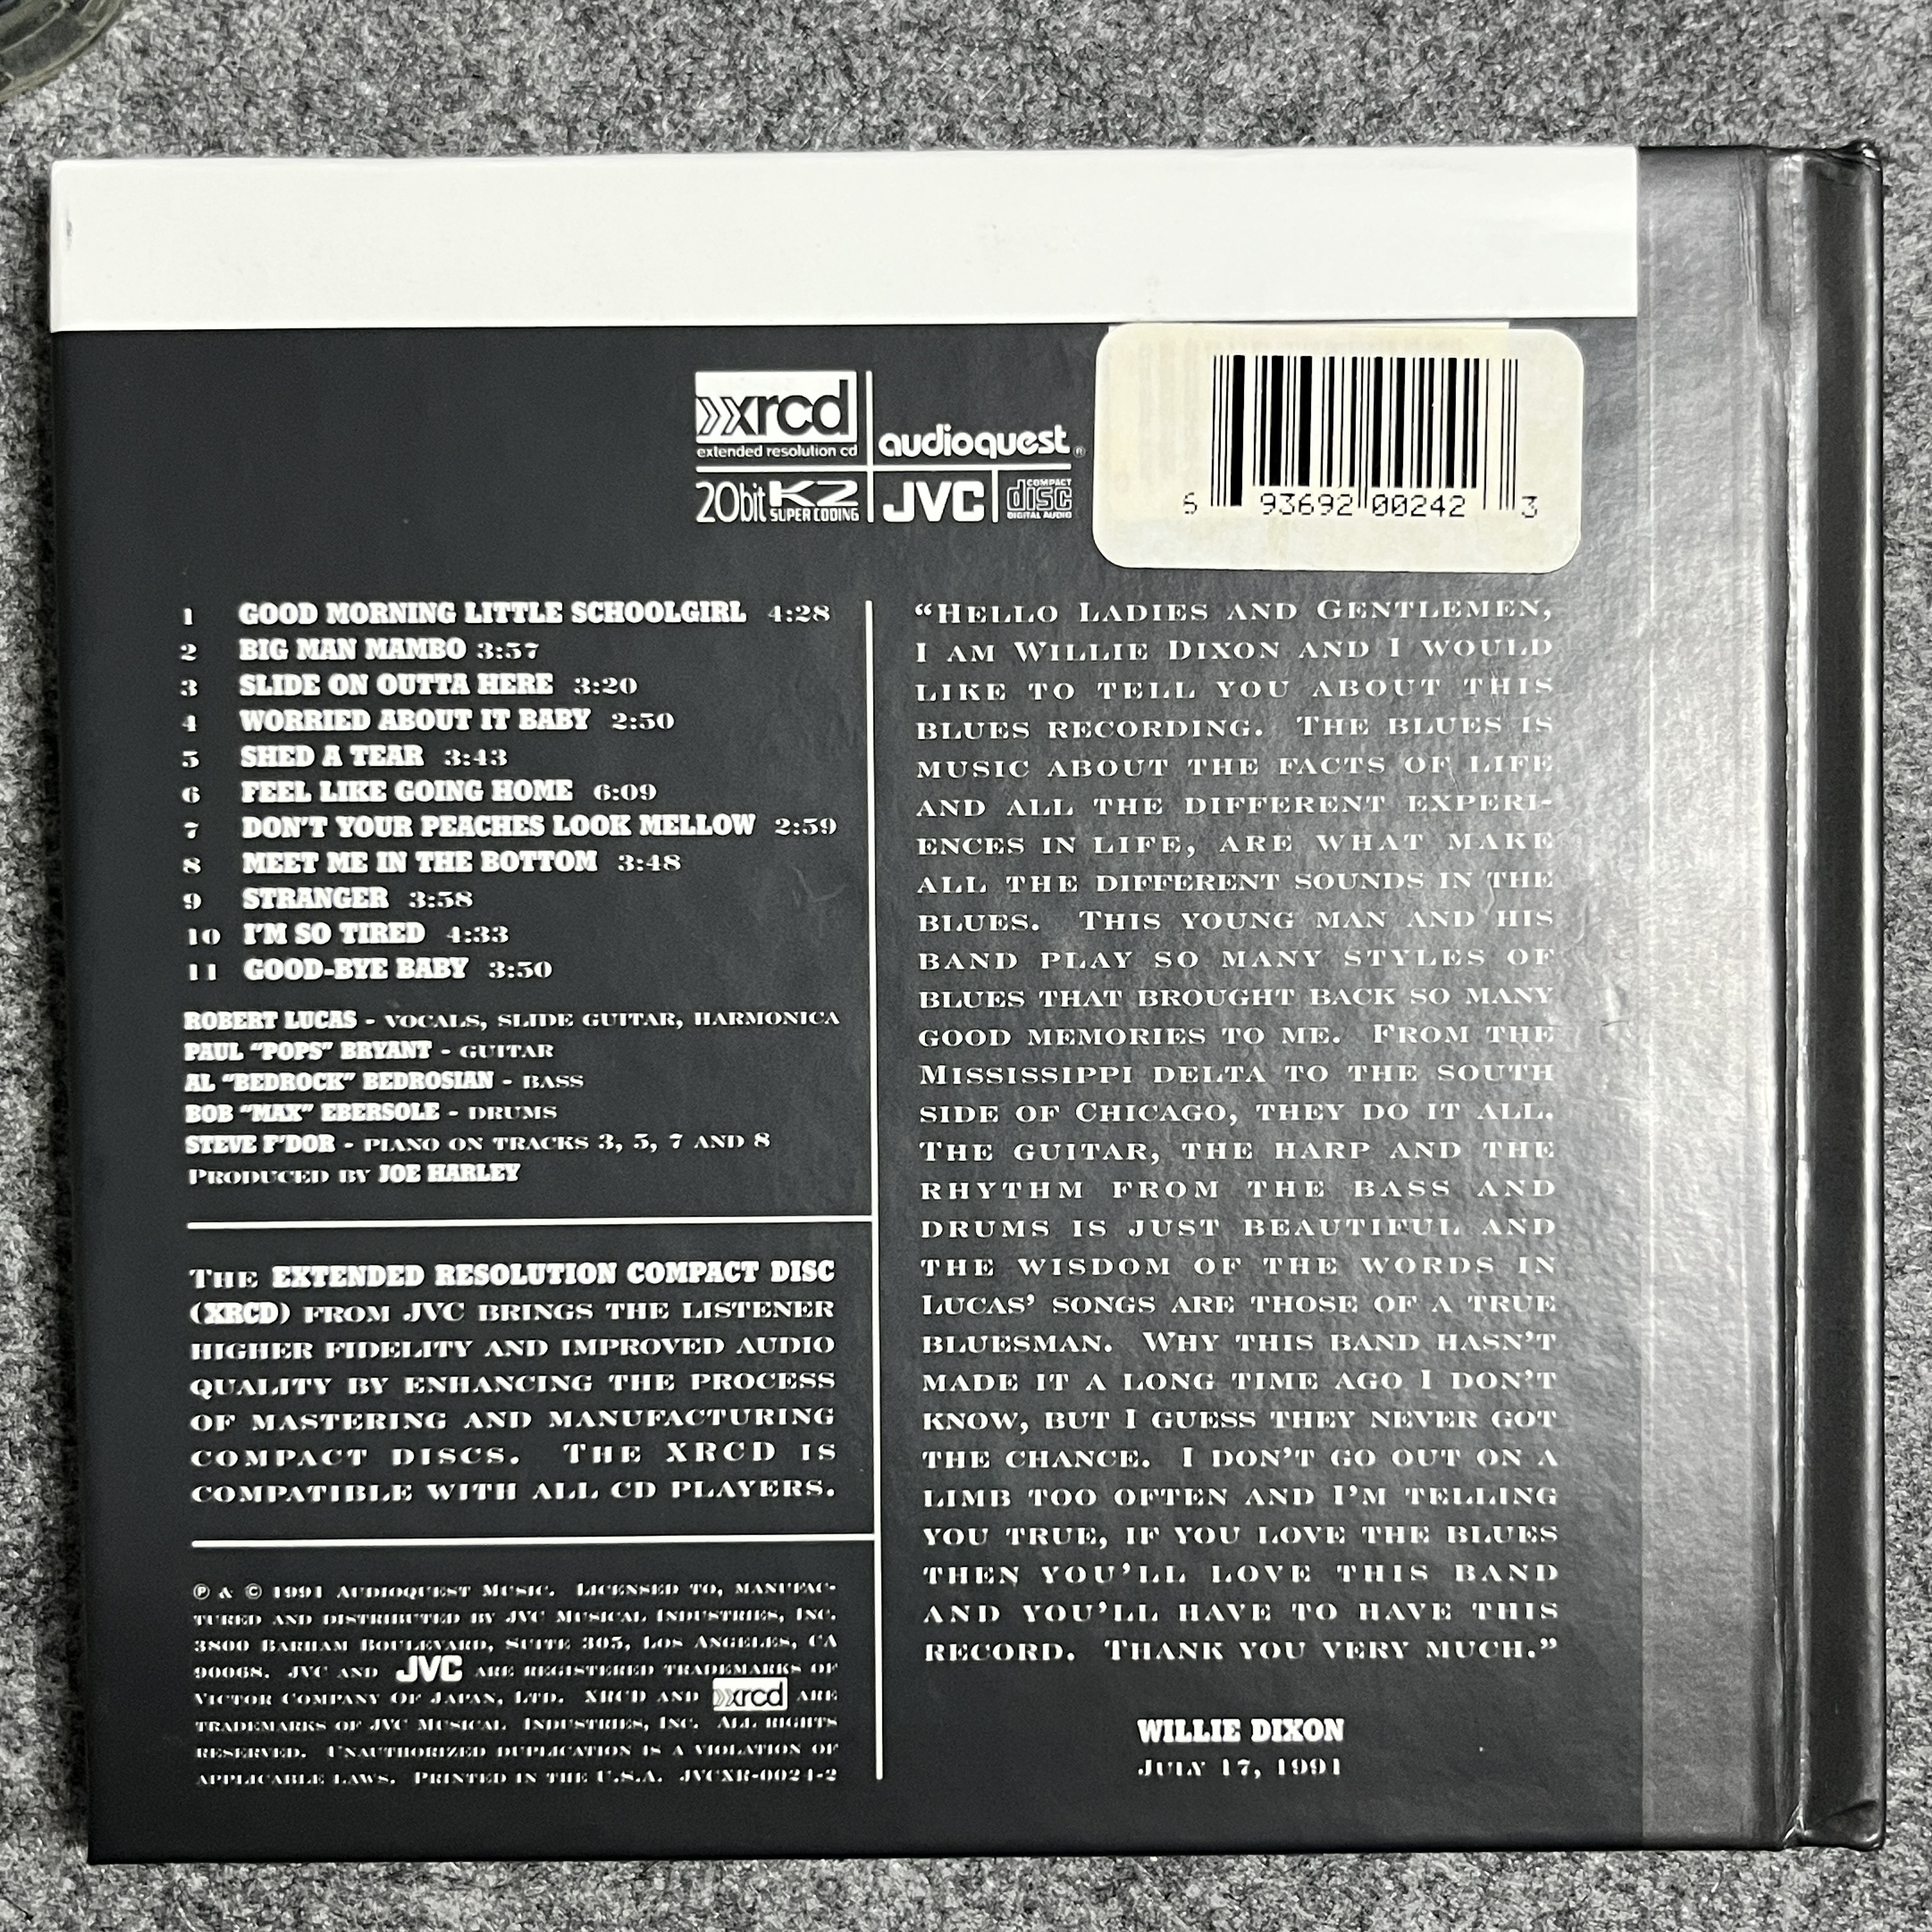 xrcd
extended resolution cd
audioquest®
20bit K2 SUPER CODING
JVC
COMPACT disc DIGITAL AUDIO
6 93692 00242 3
1 GOOD MORNING LITTLE SCHOOLGIRL 4:28
2 BIG MAN MAMBO 3:57
3 SLIDE ON OUTTA HERE 3:20
4 WORRIED ABOUT IT BABY 2:50
5 SHED A TEAR 3:43
6 FEEL LIKE GOING HOME 6:09
7 DON'T YOUR PEACHES LOOK MELLOW 2:59
8 MEET ME IN THE BOTTOM 3:48
9 STRANGER 3:58
10 I'M SO TIRED 4:33
11 GOOD-BYE BABY 3:50
ROBERT LUCAS - VOCALS, SLIDE GUITAR, HARMONICA
PAUL "POPS" BRYANT - GUITAR
AL "BEDROCK" BEDROSIAN - BASS
BOB "MAX" EBERSOLE - DRUMS
STEVE F'DOR - PIANO ON TRACKS 3, 5, 7 AND 8
PRODUCED BY JOE HARLEY
THE EXTENDED RESOLUTION COMPACT DISC
(XRCD) FROM JVC BRINGS THE LISTENER
HIGHER FIDELITY AND IMPROVED AUDIO
QUALITY BY ENHANCING THE PROCESS
OF MASTERING AND MANUFACTURING
COMPACT DISCS. THE XRCD IS
COMPATIBLE WITH ALL CD PLAYERS.
℗ & © 1991 AUDIOQUEST MUSIC. LICENSED TO, MANUFAC-
TURED AND DISTRIBUTED BY JVC MUSICAL INDUSTRIES, INC.
3800 BARHAM BOULEVARD, SUITE 305, LOS ANGELES, CA
90068. JVC AND JVC ARE REGISTERED TRADEMARKS OF
VICTOR COMPANY OF JAPAN, LTD. XRCD AND xrcd ARE
TRADEMARKS OF JVC MUSICAL INDUSTRIES, INC. ALL RIGHTS
RESERVED. UNAUTHORIZED DUPLICATION IS A VIOLATION OF
APPLICABLE LAWS. PRINTED IN THE U.S.A. JVCXR-0024-2
"HELLO LADIES AND GENTLEMEN,
I AM WILLIE DIXON AND I WOULD
LIKE TO TELL YOU ABOUT THIS
BLUES RECORDING. THE BLUES IS
MUSIC ABOUT THE FACTS OF LIFE
AND ALL THE DIFFERENT EXPERI-
ENCES IN LIFE, ARE WHAT MAKE
ALL THE DIFFERENT SOUNDS IN THE
BLUES. THIS YOUNG MAN AND HIS
BAND PLAY SO MANY STYLES OF
BLUES THAT BROUGHT BACK SO MANY
GOOD MEMORIES TO ME. FROM THE
MISSISSIPPI DELTA TO THE SOUTH
SIDE OF CHICAGO, THEY DO IT ALL.
THE GUITAR, THE HARP AND THE
RHYTHM FROM THE BASS AND
DRUMS IS JUST BEAUTIFUL AND
THE WISDOM OF THE WORDS IN
LUCAS' SONGS ARE THOSE OF A TRUE
BLUESMAN. WHY THIS BAND HASN'T
MADE IT A LONG TIME AGO I DON'T
KNOW, BUT I GUESS THEY NEVER GOT
THE CHANCE. I DON'T GO OUT ON A
LIMB TOO OFTEN AND I'M TELLING
YOU TRUE, IF YOU LOVE THE BLUES
THEN YOU'LL LOVE THIS BAND
AND YOU'LL HAVE TO HAVE THIS
RECORD. THANK YOU VERY MUCH."
WILLIE DIXON
JULY 17, 1991